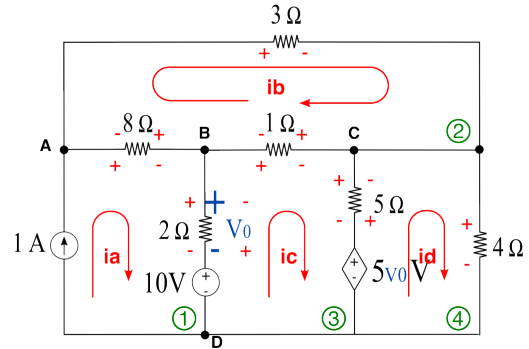 3 Ω
+ -
ib
8 Ω
1 Ω
- +
- +
A
B
C
②
+ -
+ -
+ + -
+ -
5 Ω
2 Ω
V0
- +
+
1 A
ia
ic
id
4 Ω
- - +
-
10V
+
-
+
-
5V0 V
①
③
④
D